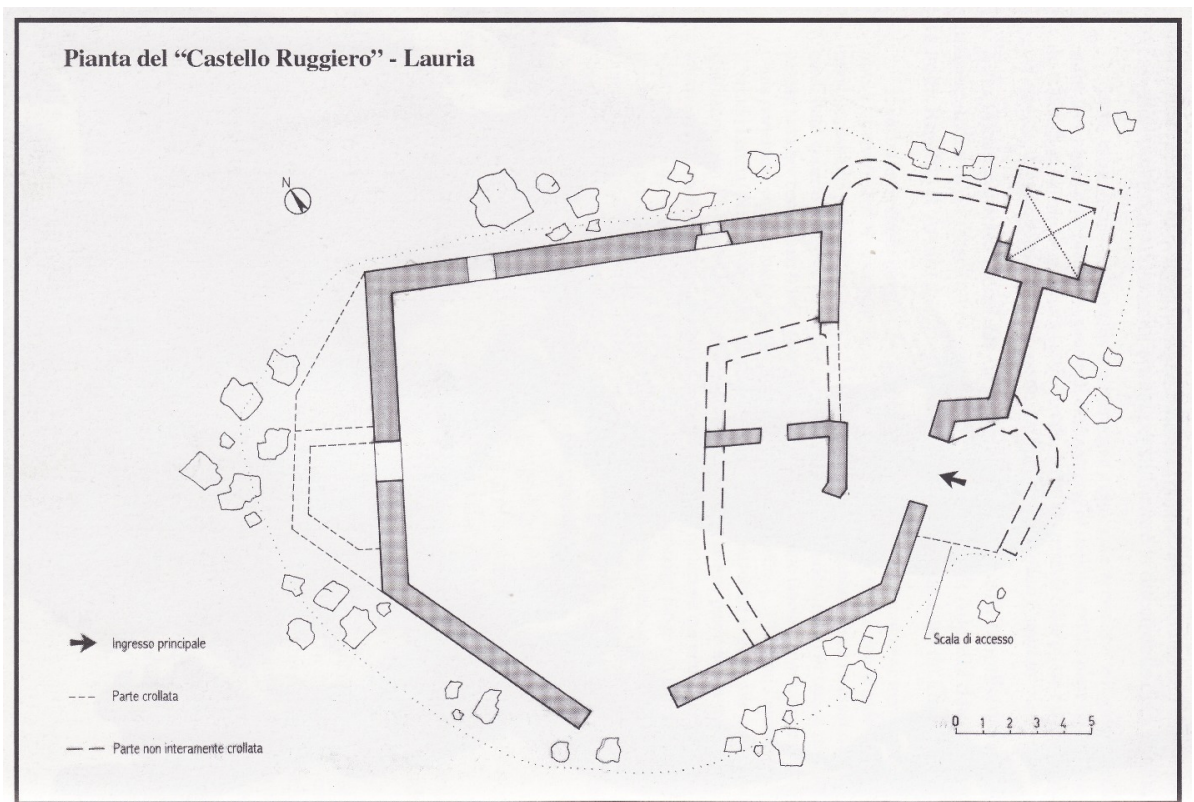 Pianta del “Castello Ruggiero” - Lauria
N
Ingresso principale
Parte crollata
Parte non interamente crollata
Scala di accesso
m
0 1 2 3 4 5